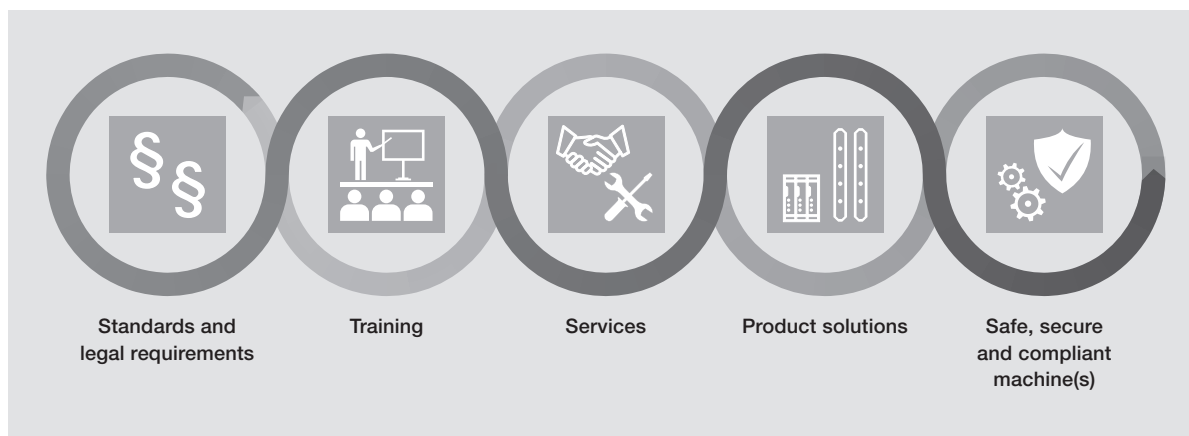 §
§
Standards and
legal requirements
Training
Services
Product solutions
Safe, secure
and compliant
machine(s)